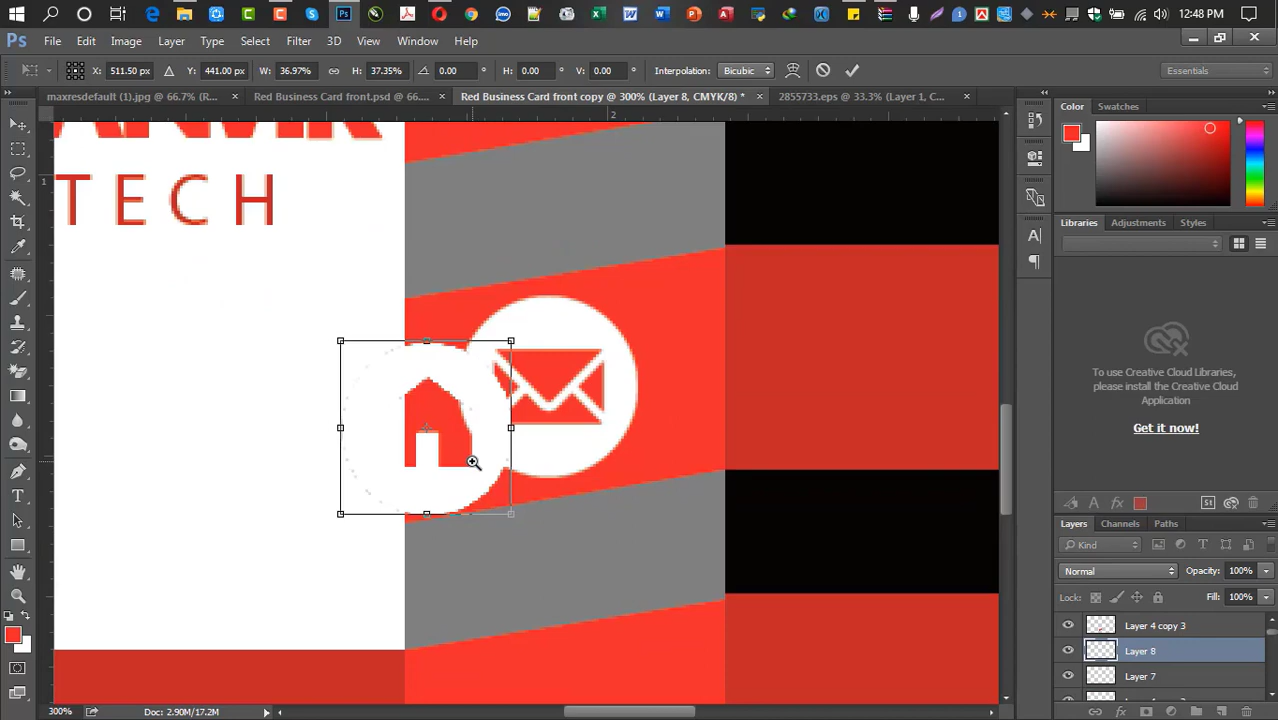 12:48 PM
Ps File Edit Image Layer Type Select Filter 3D View Window Help
X: 511.50 px Y: 441.00 px W: 36.97% H: 37.35% 0.00 ° H: 0.00 ° V: 0.00 ° Interpolation: Bicubic Essentials
maxresdefault (1).jpg @ 66.7% (R... × Red Business Card front.psd @ 66.... × Red Business Card front copy @ 300% (Layer 8, CMYK/8) * × 2855733.eps @ 33.3% (Layer 1, C... ×
Color Swatches
2
1
TECH
Libraries Adjustments Styles
To use Creative Cloud Libraries,
please install the Creative Cloud
Application
Get it now!
St
Layers Channels Paths
Kind
Normal Opacity: 100%
Lock: Fill: 100%
Layer 4 copy 3
Layer 8
Layer 7
300% Doc: 2.90M/17.2M